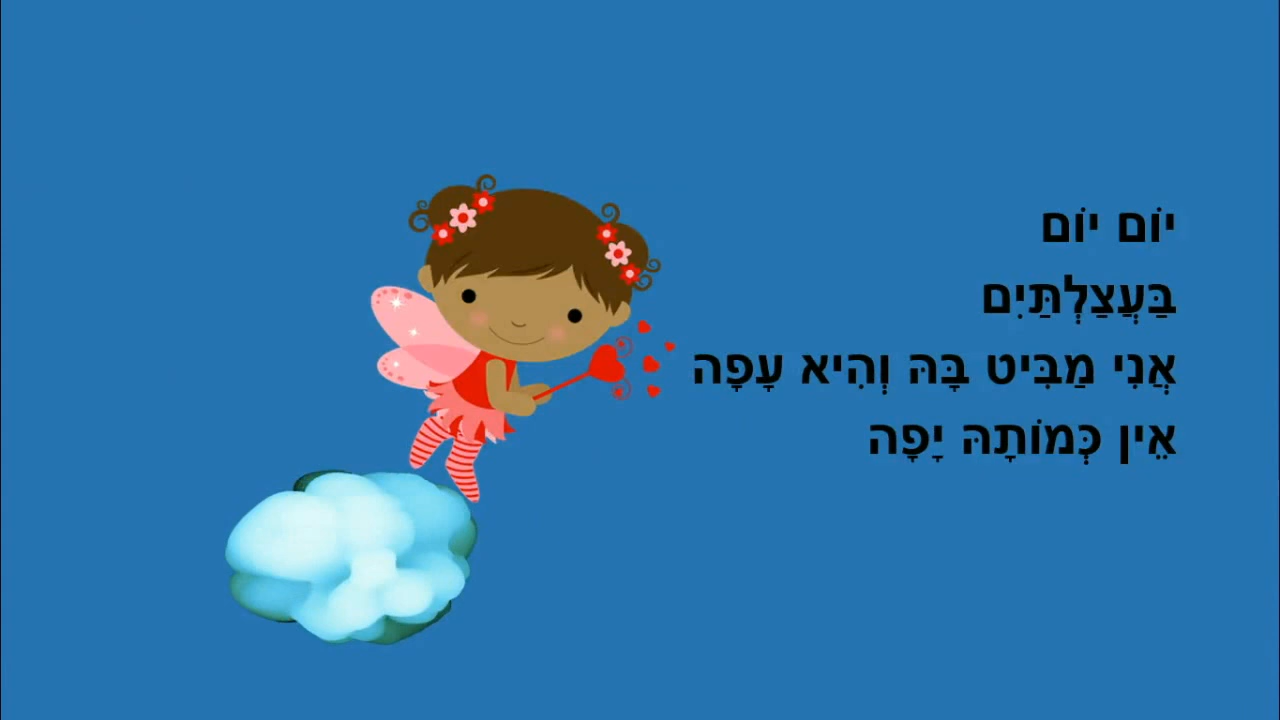 יוֹם יוֹם
בַּעֲצַלְתַּיִם
אֲנִי מַבִּיט בָּהּ וְהִיא עָפָה
אֵין כְּמוֹתָהּ יָפָה